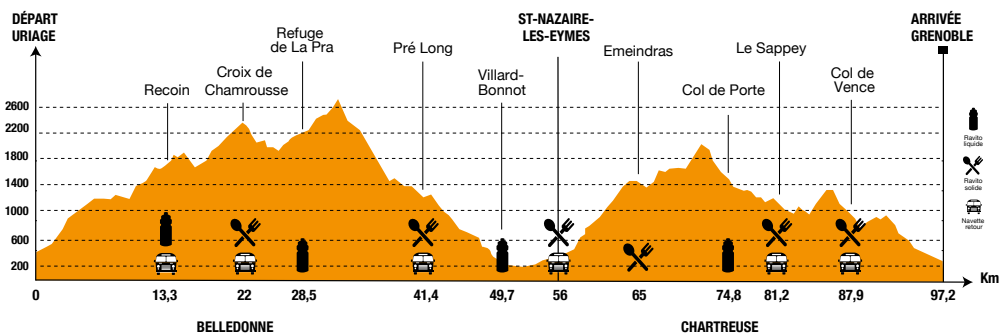 DÉPART
URIAGE
ST-NAZAIRE-
LES-EYMES
ARRIVÉE
GRENOBLE
Refuge
de La Pra
Pré Long
Emeindras
Le Sappey
Recoin
Croix de
Chamrousse
Villard-
Bonnot
Col de Porte
Col de
Vence
2600
2200
1800
1400
1000
600
200
Ravito
liquide
Ravito
solide
Navette
retour
Km
0
13,3
22
28,5
41,4
49,7
56
65
74,8
81,2
87,9
97,2
BELLEDONNE
CHARTREUSE